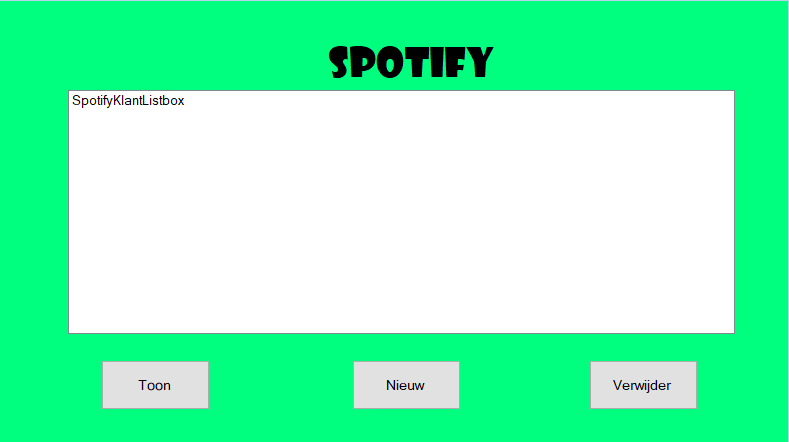 SPOTIFY
SpotifyKlantListbox
Toon
Nieuw
Verwijder